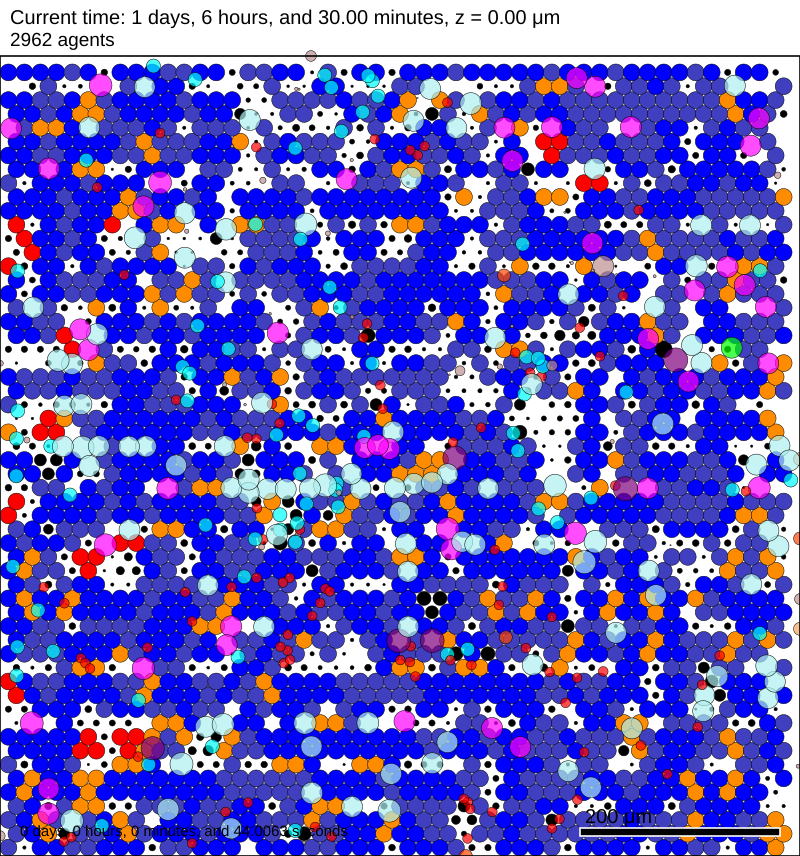 Current time: 1 days, 6 hours, and 30.00 minutes, z = 0.00 μm
2962 agents
200 μm
0 days, 0 hours, 0 minutes, and 44.0063 seconds